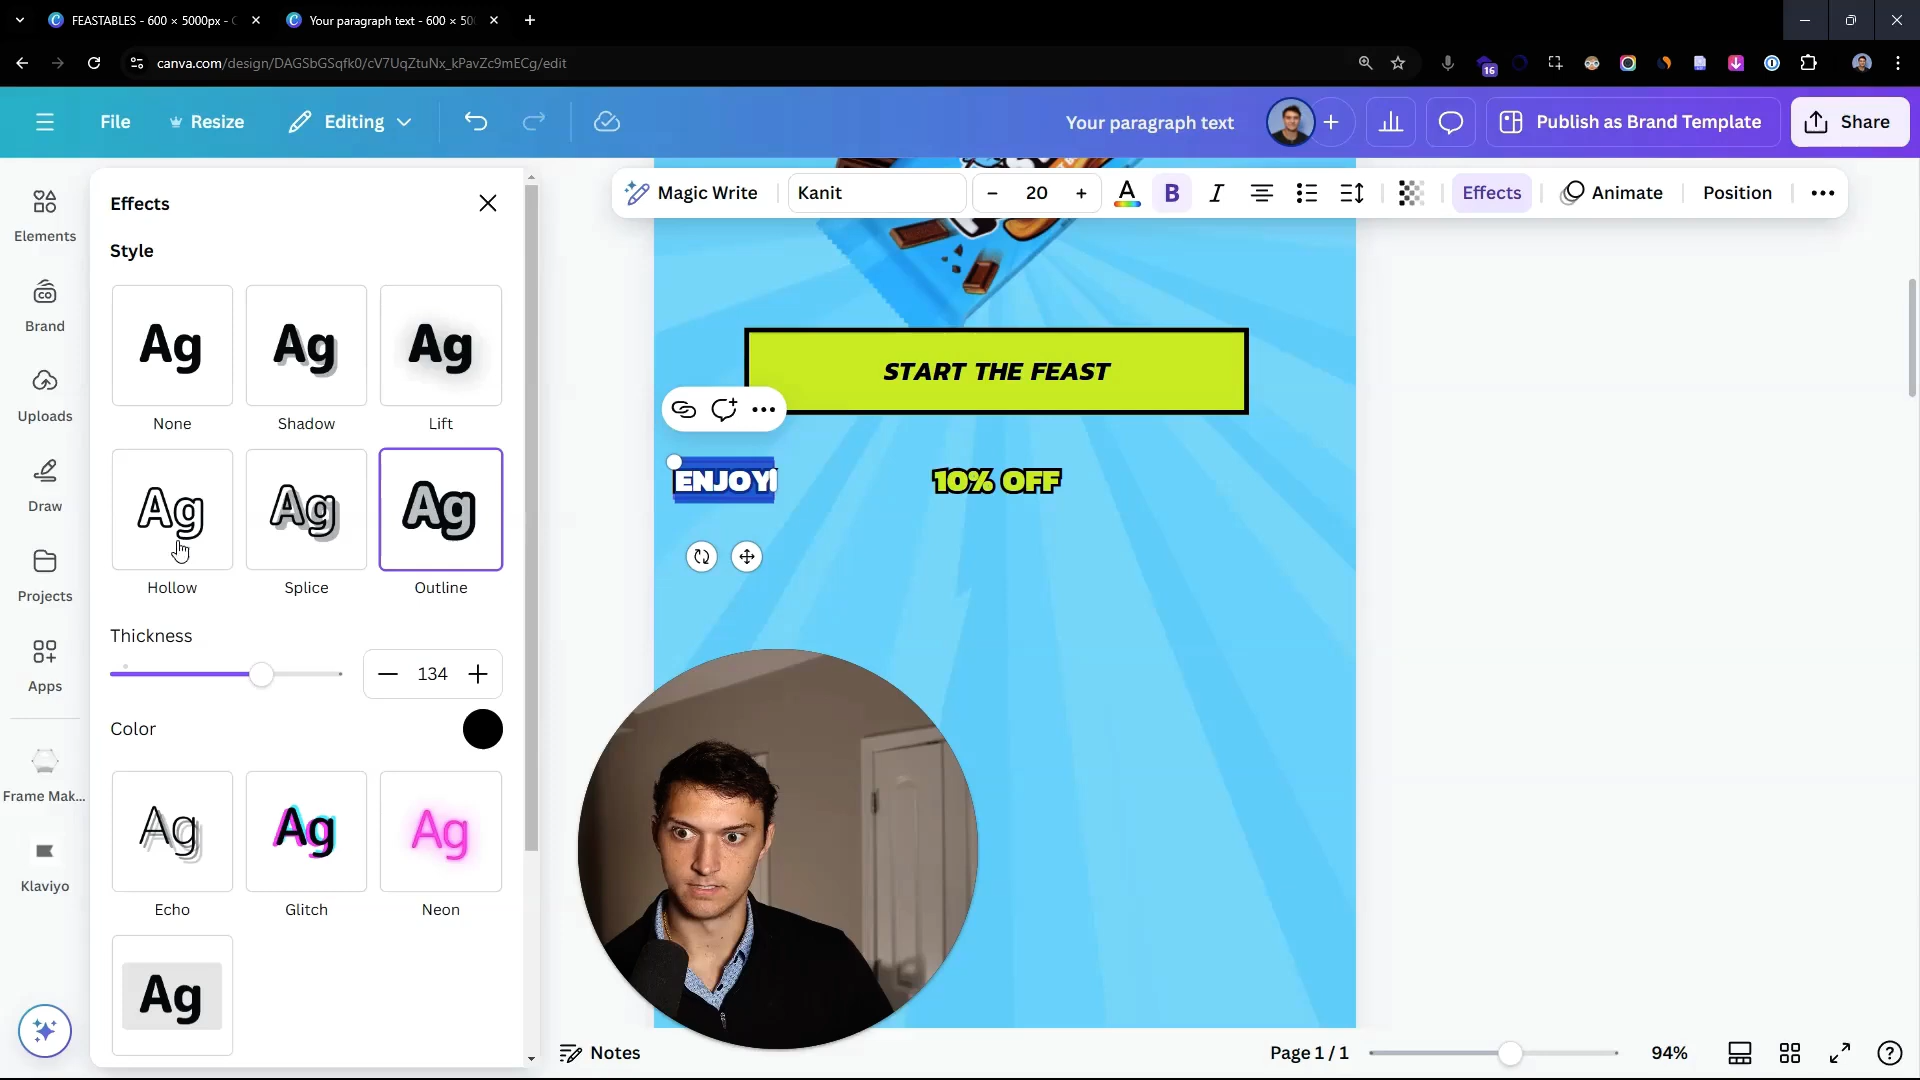 FEASTABLES - 600 × 5000px - C
Your paragraph text - 600 × 500
canva.com/design/DAGSbGSqfk0/cV7UqZtuNx_kPavZc9mECg/edit
16
File
Resize
Editing
Your paragraph text
Publish as Brand Template
Share
Elements
Brand
Uploads
Draw
Projects
Apps
Frame Mak...
Klaviyo
Effects
Style
Ag
None
Ag
Shadow
Ag
Lift
Ag
Hollow
Ag
Splice
Ag
Outline
Thickness
134
Color
Ag
Echo
Ag
Glitch
Ag
Neon
Ag
Magic Write
Kanit
20
A
B
I
Effects
Animate
Position
START THE FEAST
ENJOY
10% OFF
Notes
Page 1 / 1
94%